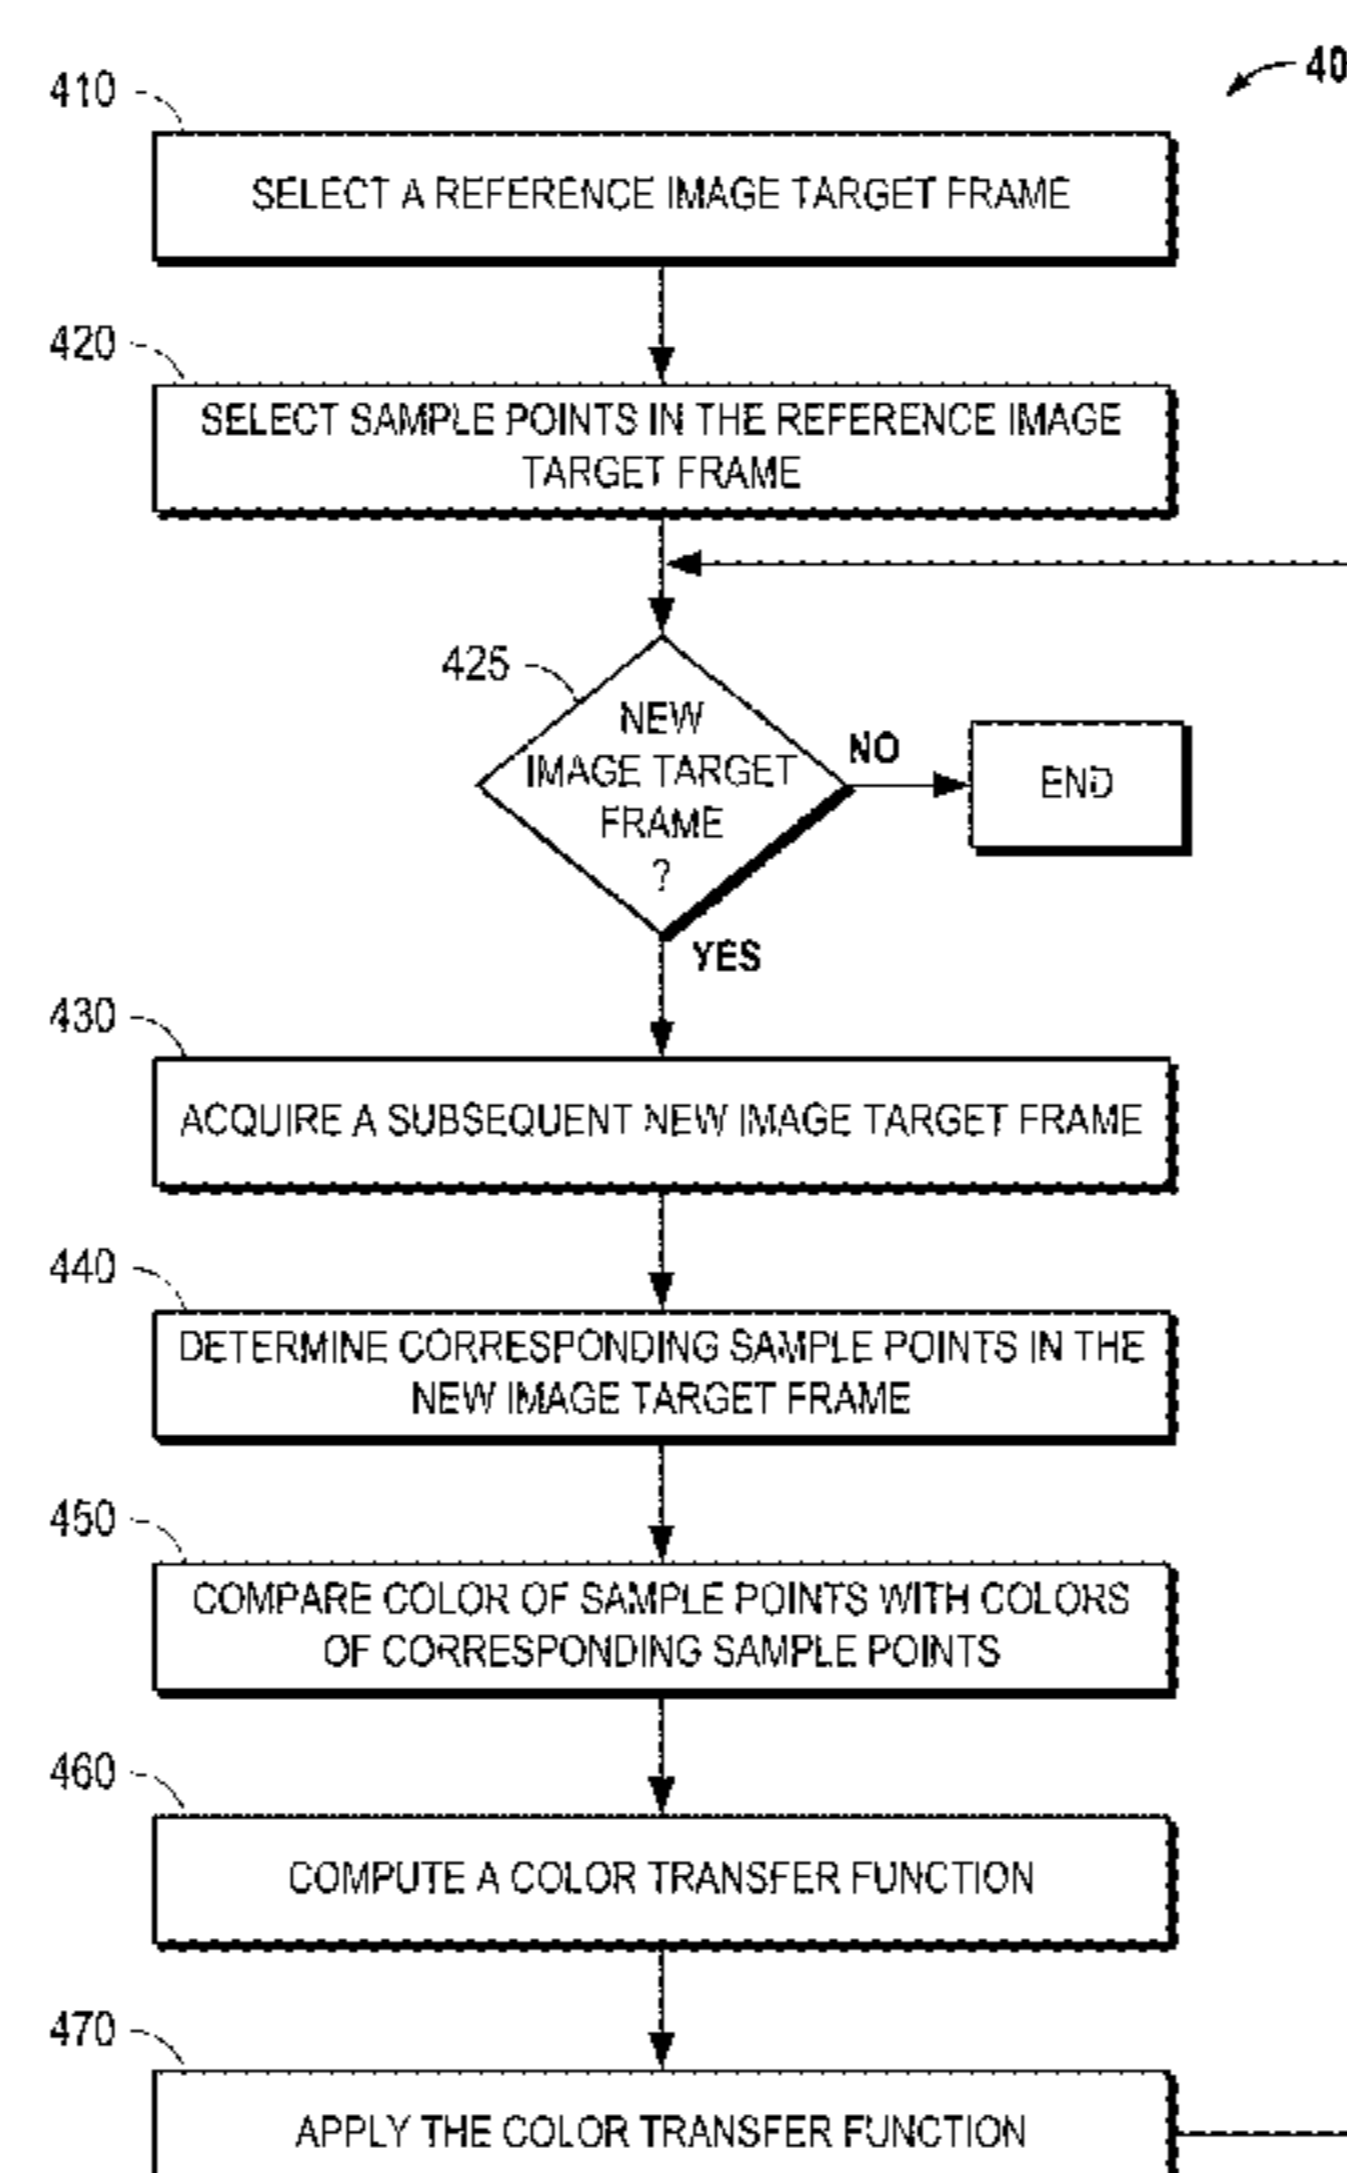 40
410
SELECT A REFERENCE IMAGE TARGET FRAME
420
SELECT SAMPLE POINTS IN THE REFERENCE IMAGE
TARGET FRAME
425
NEW
IMAGE TARGET
FRAME
?
NO
END
YES
430
ACQUIRE A SUBSEQUENT NEW IMAGE TARGET FRAME
440
DETERMINE CORRESPONDING SAMPLE POINTS IN THE
NEW IMAGE TARGET FRAME
450
COMPARE COLOR OF SAMPLE POINTS WITH COLORS
OF CORRESPONDING SAMPLE POINTS
460
COMPUTE A COLOR TRANSFER FUNCTION
470
APPLY THE COLOR TRANSFER FUNCTION